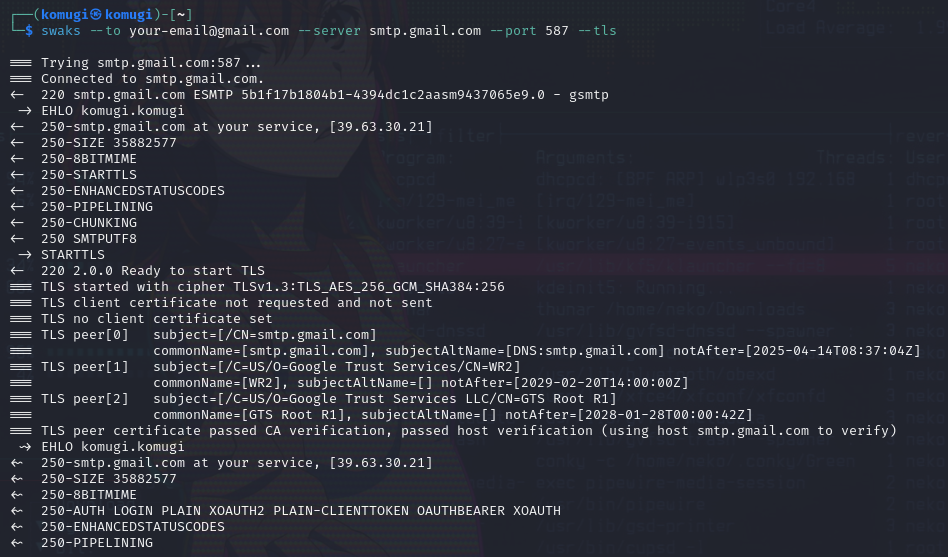 ┌──(komugi㉿komugi)-[~]
└─$ swaks --to your-email@gmail.com --server smtp.gmail.com --port 587 --tls
=== Trying smtp.gmail.com:587...
=== Connected to smtp.gmail.com.
<-  220 smtp.gmail.com ESMTP 5b1f17b1804b1-4394dc1c2aasm9437065e9.0 - gsmtp
 -> EHLO komugi.komugi
<-  250-smtp.gmail.com at your service, [39.63.30.21]
<-  250-SIZE 35882577
<-  250-8BITMIME
<-  250-STARTTLS
<-  250-ENHANCEDSTATUSCODES
<-  250-PIPELINING
<-  250-CHUNKING
<-  250 SMTPUTF8
 -> STARTTLS
<-  220 2.0.0 Ready to start TLS
=== TLS started with cipher TLSv1.3:TLS_AES_256_GCM_SHA384:256
=== TLS client certificate not requested and not sent
=== TLS no client certificate set
=== TLS peer[0]   subject=[/CN=smtp.gmail.com]
===               commonName=[smtp.gmail.com], subjectAltName=[DNS:smtp.gmail.com] notAfter=[2025-04-14T08:37:04Z]
=== TLS peer[1]   subject=[/C=US/O=Google Trust Services/CN=WR2]
===               commonName=[WR2], subjectAltName=[] notAfter=[2029-02-20T14:00:00Z]
=== TLS peer[2]   subject=[/C=US/O=Google Trust Services LLC/CN=GTS Root R1]
===               commonName=[GTS Root R1], subjectAltName=[] notAfter=[2028-01-28T00:00:42Z]
=== TLS peer certificate passed CA verification, passed host verification (using host smtp.gmail.com to verify)
 ~> EHLO komugi.komugi
<~  250-smtp.gmail.com at your service, [39.63.30.21]
<~  250-SIZE 35882577
<~  250-8BITMIME
<~  250-AUTH LOGIN PLAIN XOAUTH2 PLAIN-CLIENTTOKEN OAUTHBEARER XOAUTH
<~  250-ENHANCEDSTATUSCODES
<~  250-PIPELINING